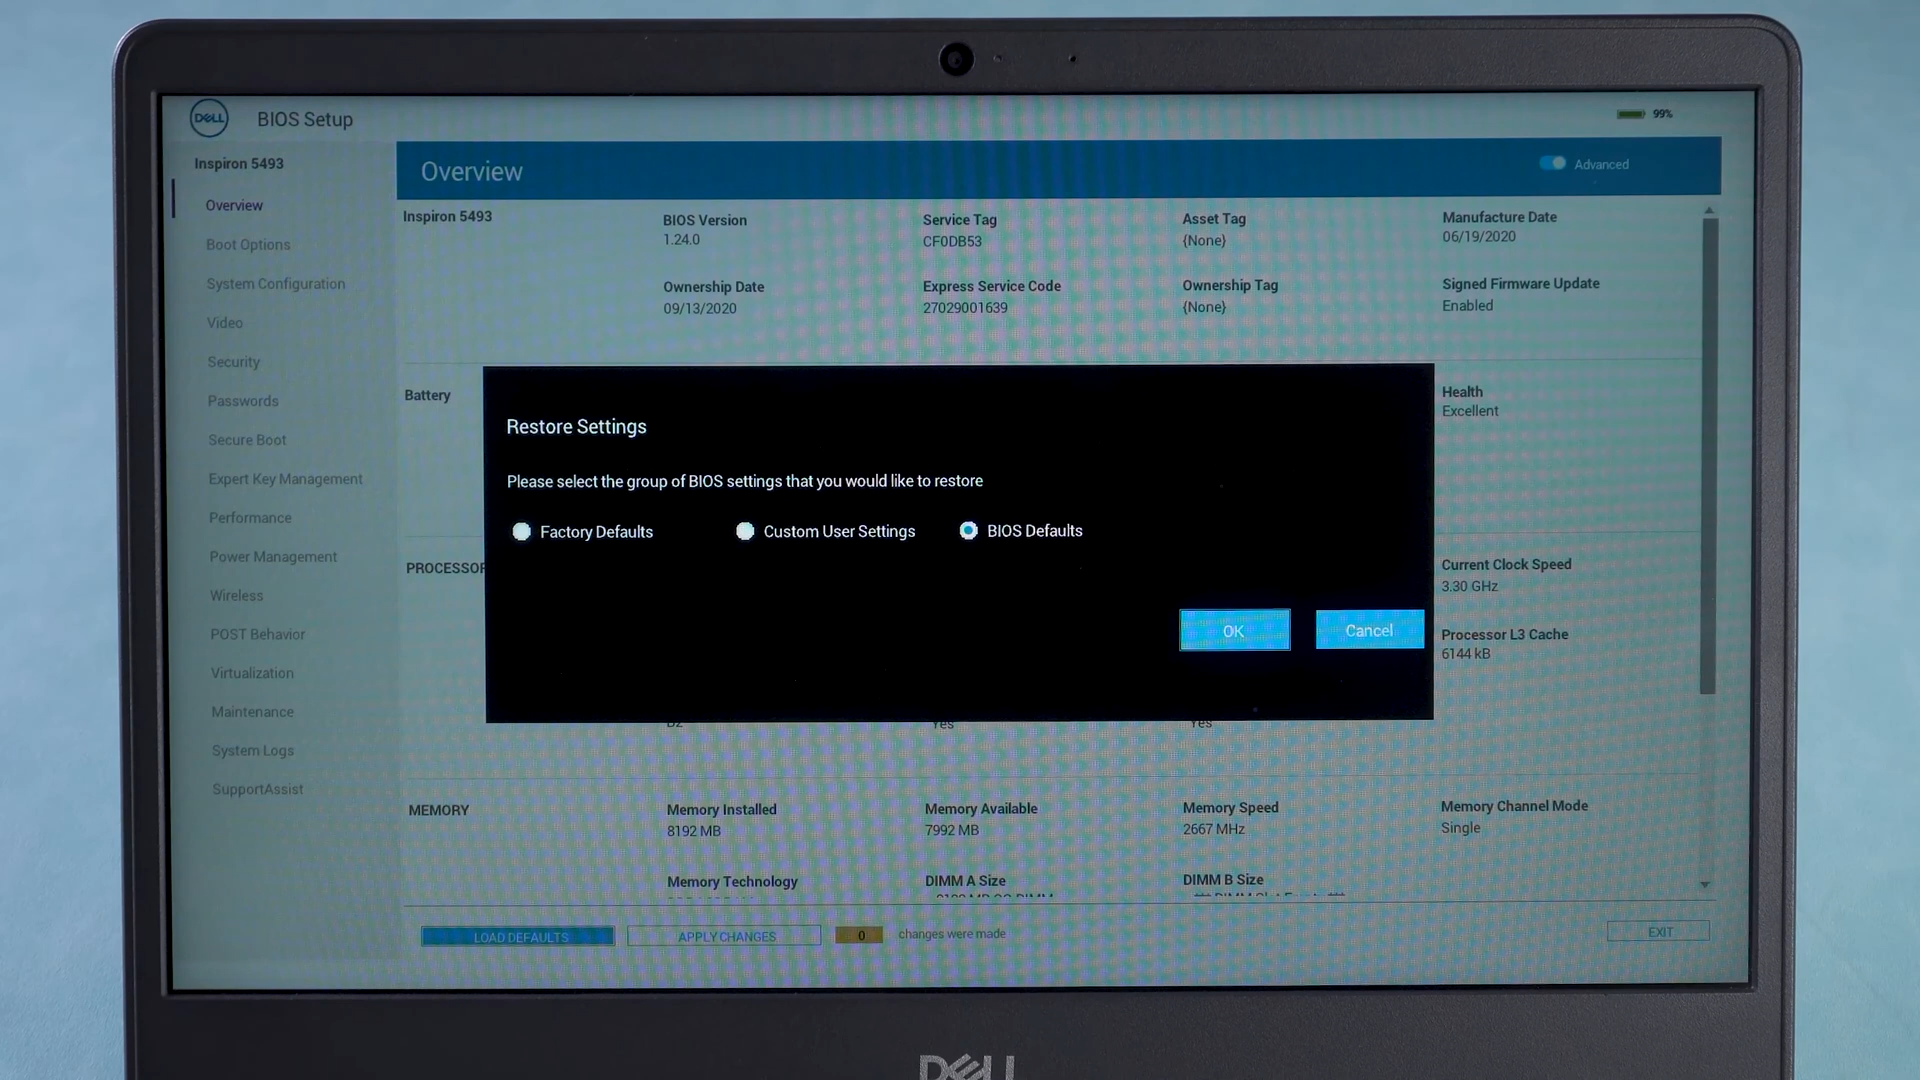 DELL
BIOS Setup
99%
Inspiron 5493
Overview
Boot Options
System Configuration
Video
Security
Passwords
Secure Boot
Expert Key Management
Performance
Power Management
Wireless
POST Behavior
Virtualization
Maintenance
System Logs
SupportAssist
Overview
Advanced
Inspiron 5493
BIOS Version
1.24.0
Service Tag
CF0DB53
Asset Tag
{None}
Manufacture Date
06/19/2020
Ownership Date
09/13/2020
Express Service Code
27029001639
Ownership Tag
{None}
Signed Firmware Update
Enabled
Battery
Health
Excellent
Restore Settings
Please select the group of BIOS settings that you would like to restore
Factory Defaults
Custom User Settings
BIOS Defaults
OK
Cancel
PROCESSOR
Current Clock Speed
3.30 GHz
Processor L3 Cache
6144 kB
Yes
Yes
MEMORY
Memory Installed
8192 MB
Memory Available
7992 MB
Memory Speed
2667 MHz
Memory Channel Mode
Single
Memory Technology
DIMM A Size
DIMM B Size
LOAD DEFAULTS
APPLY CHANGES
0
changes were made
EXIT
DELL